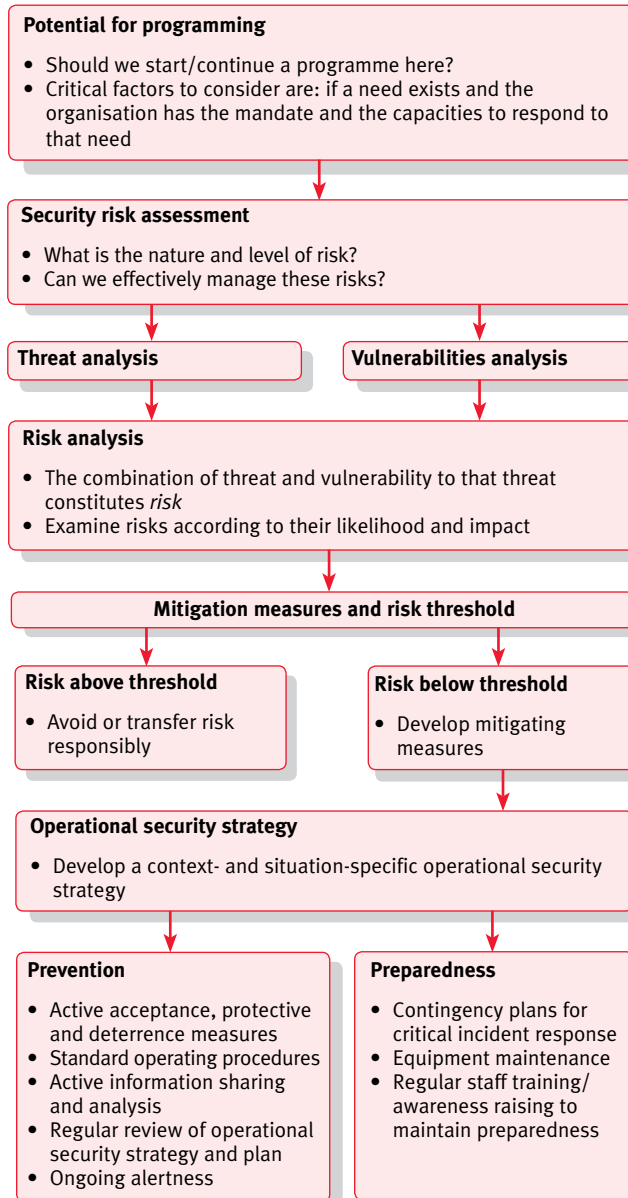 Potential for programming
• Should we start/continue a programme here?
• Critical factors to consider are: if a need exists and the
organisation has the mandate and the capacities to respond to
that need
Security risk assessment
• What is the nature and level of risk?
• Can we effectively manage these risks?
Threat analysis
Vulnerabilities analysis
Risk analysis
• The combination of threat and vulnerability to that threat
constitutes risk
• Examine risks according to their likelihood and impact
Mitigation measures and risk threshold
Risk above threshold
• Avoid or transfer risk
responsibly
Risk below threshold
• Develop mitigating
measures
Operational security strategy
• Develop a context- and situation-specific operational security
strategy
Prevention
• Active acceptance, protective
and deterrence measures
• Standard operating procedures
• Active information sharing
and analysis
• Regular review of operational
security strategy and plan
• Ongoing alertness
Preparedness
• Contingency plans for
critical incident response
• Equipment maintenance
• Regular staff training/
awareness raising to
maintain preparedness